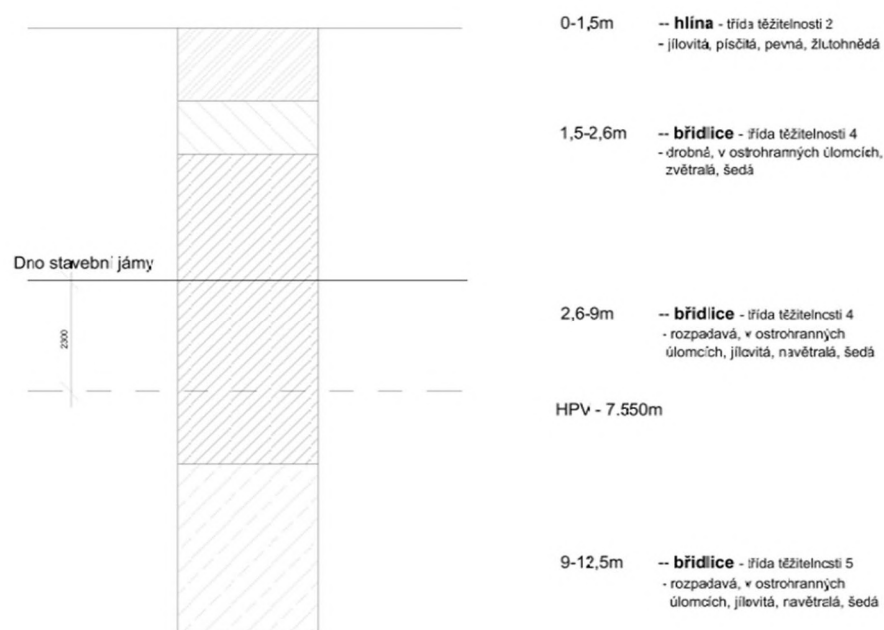 0-1,5m -- hlína - třída těžitelnosti 2
- jílovitá, písčitá, pevná, žlutohnědá
1,5-2,6m -- břidlice - třída těžitelnosti 4
- drobná, v ostrohranných úlomcích,
zvětralá, šedá
Dno stavební jámy
2300
2,6-9m -- břidlice - třída těžitelnosti 4
- rozpadavá, v ostrohranných
úlomcích, jílovitá, navětralá, šedá
HPV - 7.550m
9-12,5m -- břidlice - třída těžitelnosti 5
- rozpadavá, v ostrohranných
úlomcích, jílovitá, navětralá, šedá